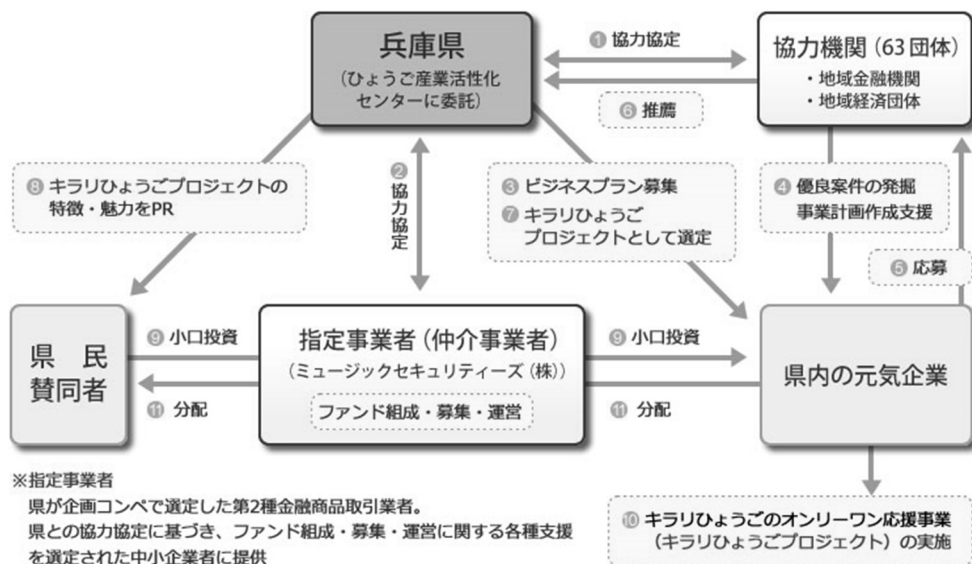 兵庫県
(ひょうご産業活性化
センターに委託)
① 協力協定
⑥ 推薦
協力機関(63団体)
・地域金融機関
・地域経済団体
⑧ キラリひょうごプロジェクトの
特徴・魅力をPR
② 協力協定
③ ビジネスプラン募集
⑦ キラリひょうご
プロジェクトとして選定
④ 優良案件の発掘
事業計画作成支援
⑤ 応募
県 民
賛同者
⑨ 小口投資
⑪ 分配
指定事業者(仲介事業者)
(ミュージックセキュリティーズ(株))
ファンド組成・募集・運営
⑨ 小口投資
⑪ 分配
県内の元気企業
※指定事業者
県が企画コンペで選定した第2種金融商品取引業者。
県との協力協定に基づき、ファンド組成・募集・運営に関する各種支援
を選定された中小企業者に提供
⑩ キラリひょうごのオンリーワン応援事業
(キラリひょうごプロジェクト)の実施